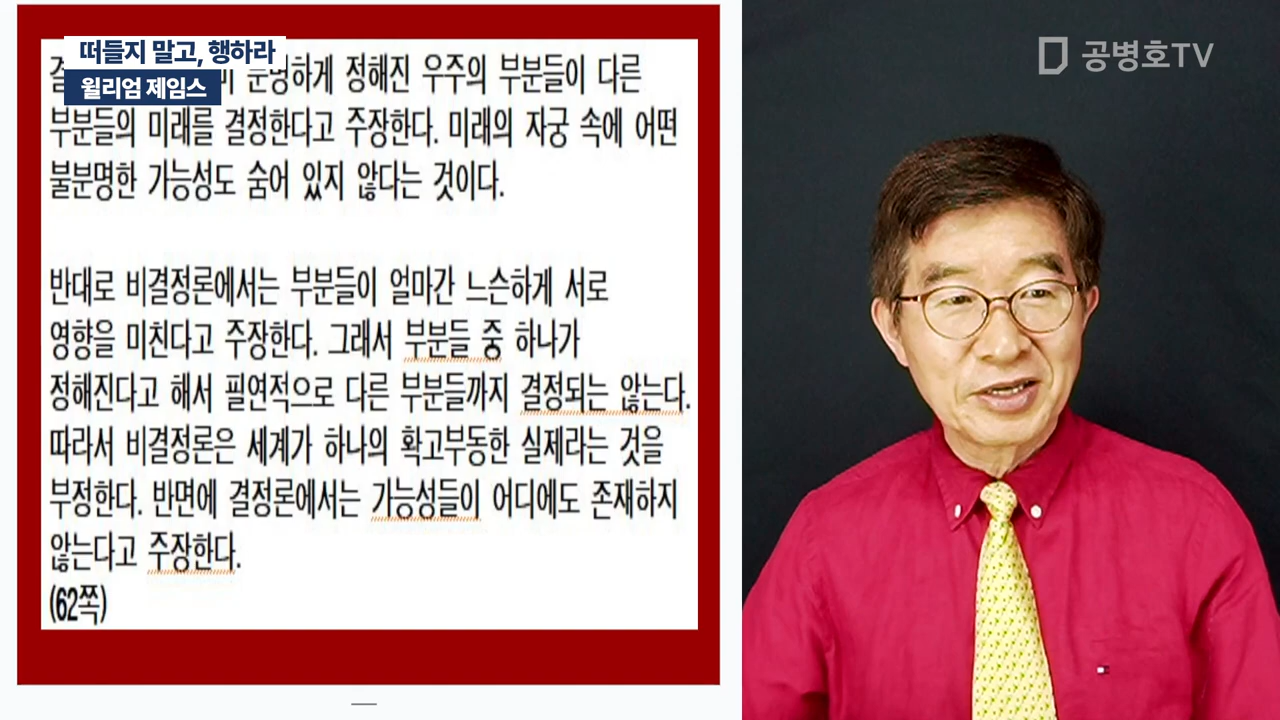 떠들지 말고, 행하라
윌리엄 제임스
분명하게 정해진 우주의 부분들이 다른
부분들의 미래를 결정한다고 주장한다. 미래의 자궁 속에 어떤
불분명한 가능성도 숨어 있지 않다는 것이다.
반대로 비결정론에서는 부분들이 얼마간 느슨하게 서로
영향을 미친다고 주장한다. 그래서 부분들 중 하나가
정해진다고 해서 필연적으로 다른 부분들까지 결정되는 않는다.
따라서 비결정론은 세계가 하나의 확고부동한 실제라는 것을
부정한다. 반면에 결정론에서는 가능성들이 어디에도 존재하지
않는다고 주장한다.
(62쪽)
공병호TV